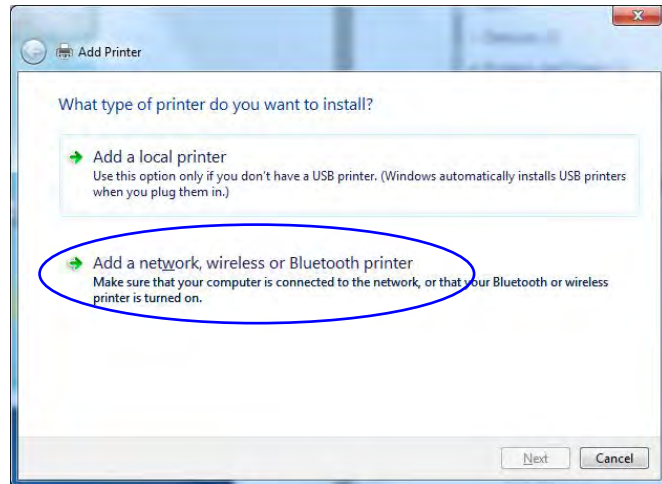 Add Printer
What type of printer do you want to install?
Add a local printer
Use this option only if you don't have a USB printer. (Windows automatically installs USB printers
when you plug them in.)
Add a network, wireless or Bluetooth printer
Make sure that your computer is connected to the network, or that your Bluetooth or wireless
printer is turned on.
Next Cancel